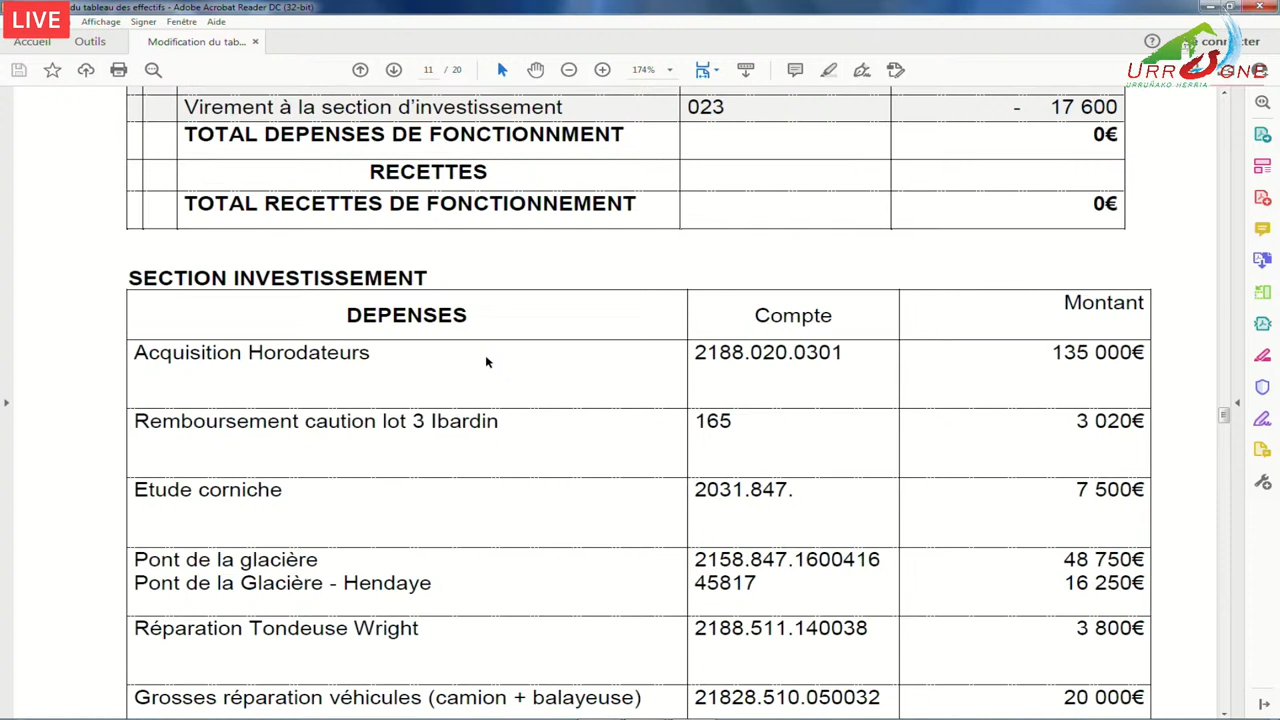 LIVE
du tableau des effectifs - Adobe Acrobat Reader DC (32-bit)
Affichage Signer Fenêtre Aide
Accueil Outils Modification du tab... ×
11 / 20 174%
URRUGNE
URRUÑAKO HERRIA
Virement à la section d'investissement 023 - 17 600
TOTAL DEPENSES DE FONCTIONNMENT 0€
RECETTES
TOTAL RECETTES DE FONCTIONNEMENT 0€
SECTION INVESTISSEMENT
DEPENSES Compte Montant
Acquisition Horodateurs 2188.020.0301 135 000€
Remboursement caution lot 3 Ibardin 165 3 020€
Etude corniche 2031.847. 7 500€
Pont de la glacière 2158.847.1600416 48 750€
Pont de la Glacière - Hendaye 45817 16 250€
Réparation Tondeuse Wright 2188.511.140038 3 800€
Grosses réparation véhicules (camion + balayeuse) 21828.510.050032 20 000€